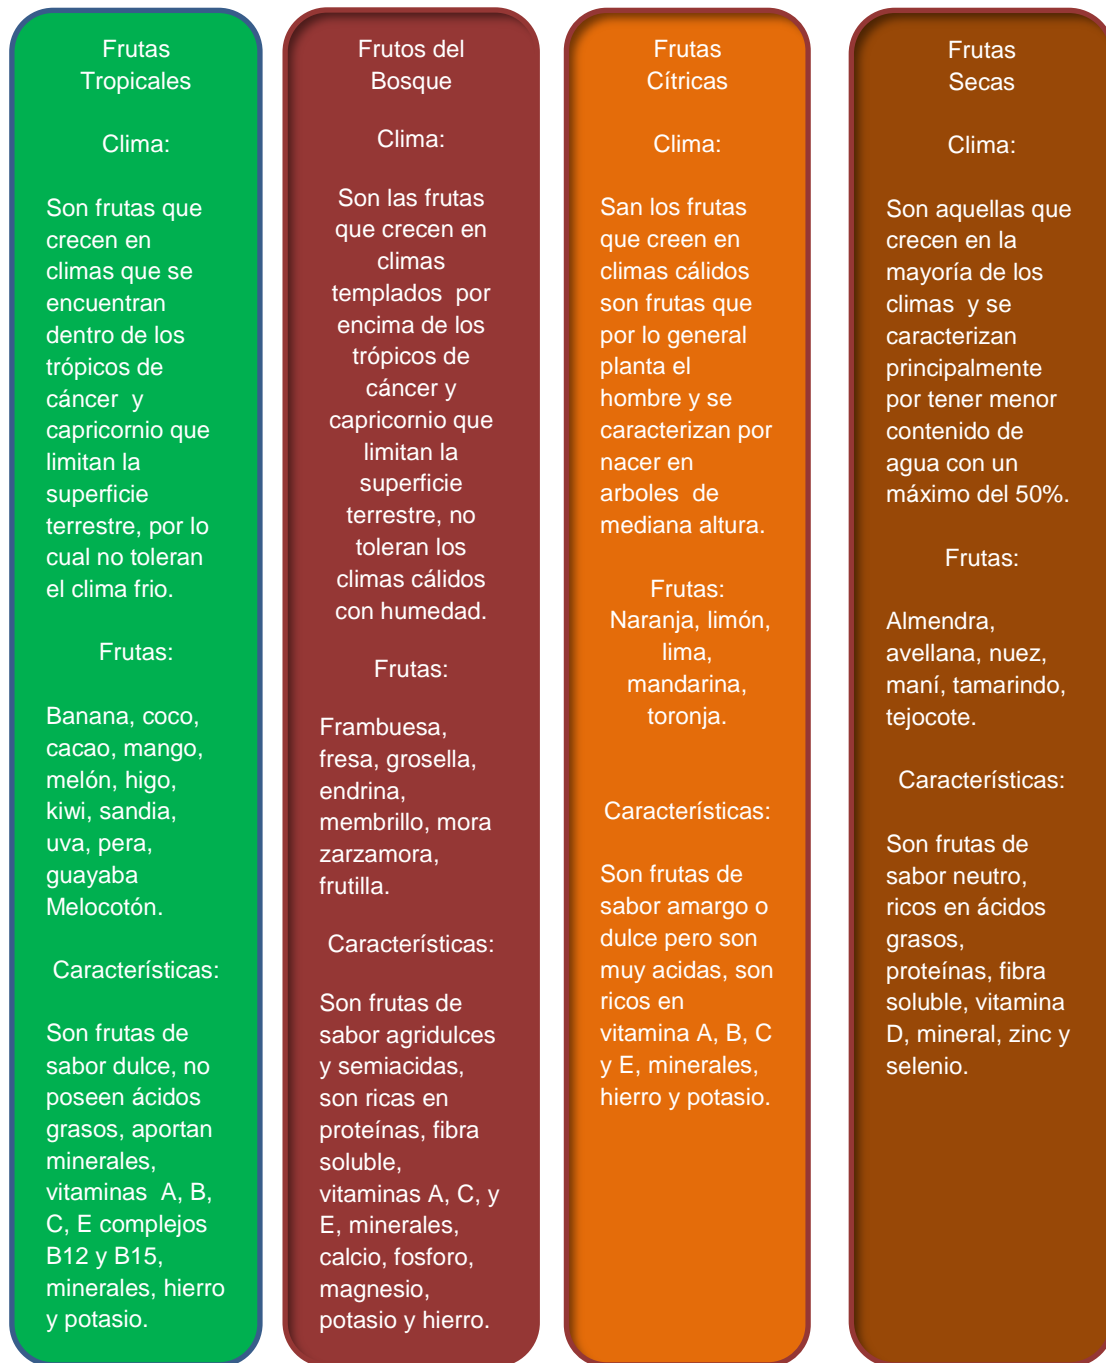 Frutas
Tropicales
Clima:
Son frutas que
crecen en
climas que se
encuentran
dentro de los
trópicos de
cáncer y
capricornio que
limitan la
superficie
terrestre, por lo
cual no toleran
el clima frio.
Frutas:
Banana, coco,
cacao, mango,
melón, higo,
kiwi, sandia,
uva, pera,
guayaba
Melocotón.
Características:
Son frutas de
sabor dulce, no
poseen ácidos
grasos, aportan
minerales,
vitaminas A, B,
C, E complejos
B12 y B15,
minerales, hierro
y potasio.
Frutos del
Bosque
Clima:
Son las frutas
que crecen en
climas
templados por
encima de los
trópicos de
cáncer y
capricornio que
limitan la
superficie
terrestre, no
toleran los
climas cálidos
con humedad.
Frutas:
Frambuesa,
fresa, grosella,
endrina,
membrillo, mora
zarzamora,
frutilla.
Características:
Son frutas de
sabor agridulces
y semiacidas,
son ricas en
proteínas, fibra
soluble,
vitaminas A, C, y
E, minerales,
calcio, fosforo,
magnesio,
potasio y hierro.
Frutas
Cítricas
Clima:
San los frutas
que creen en
climas cálidos
son frutas que
por lo general
planta el
hombre y se
caracterizan por
nacer en
arboles de
mediana altura.
Frutas:
Naranja, limón,
lima,
mandarina,
toronja.
Características:
Son frutas de
sabor amargo o
dulce pero son
muy acidas, son
ricos en
vitamina A, B, C
y E, minerales,
hierro y potasio.
Frutas
Secas
Clima:
Son aquellas que
crecen en la
mayoría de los
climas y se
caracterizan
principalmente
por tener menor
contenido de
agua con un
máximo del 50%.
Frutas:
Almendra,
avellana, nuez,
maní, tamarindo,
tejocote.
Características:
Son frutas de
sabor neutro,
ricos en ácidos
grasos,
proteínas, fibra
soluble, vitamina
D, mineral, zinc y
selenio.